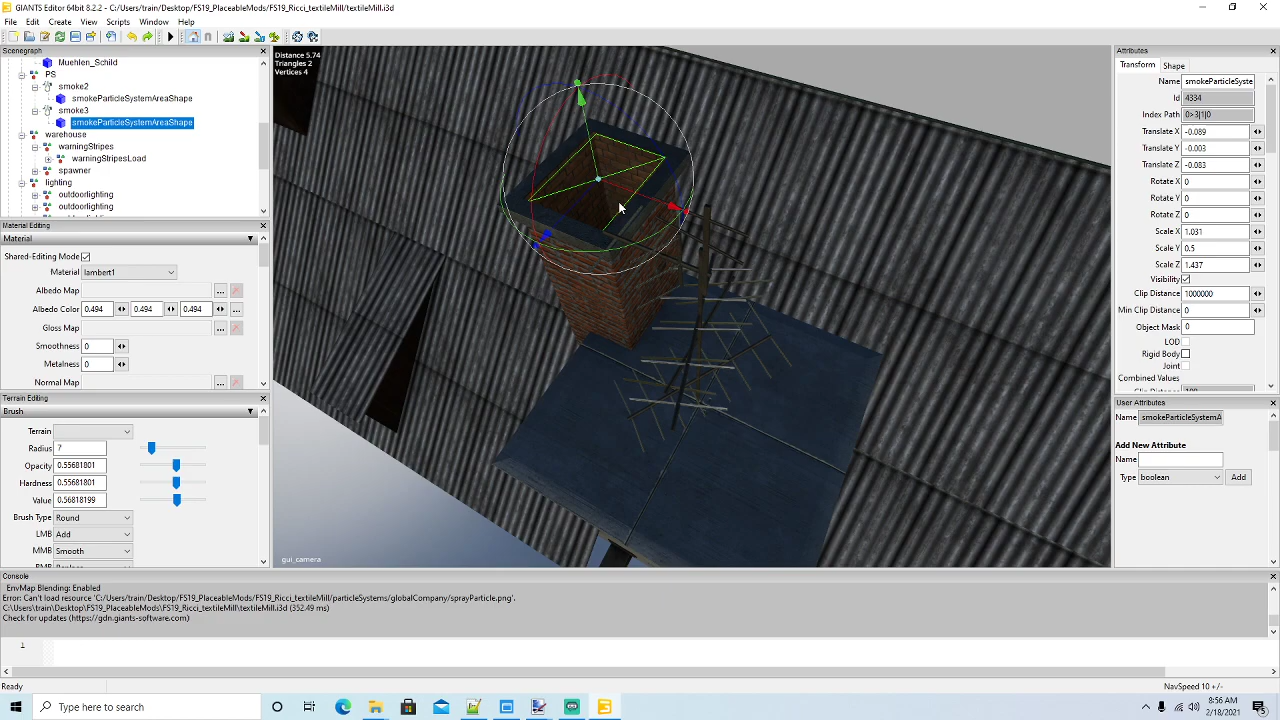 GIANTS Editor 64bit 8.2.2 - C:/Users/train/Desktop/FS19_PlaceableMods/FS19_Ricci_textileMill/textileMill.i3d
File Edit Create View Scripts Window Help
Scenegraph
Muehlen_Schild
PS
smoke2
smokeParticleSystemAreaShape
smoke3
smokeParticleSystemAreaShape
warehouse
warningStripes
warningStripesLoad
spawner
lighting
outdoorlighting
outdoorlighting
Material Editing
Material
Shared-Editing Mode
Material lambert1
Albedo Map ...
Albedo Color 0.494 0.494 0.494 ...
Gloss Map ...
Smoothness 0
Metalness 0
Normal Map ...
Terrain Editing
Brush
Terrain
Radius 7
Opacity 0.55681801
Hardness 0.55681801
Value 0.56818199
Brush Type Round
LMB Add
MMB Smooth
Distance 5.74
Triangles 2
Vertices 4
gui_camera
Attributes
Transform Shape
Name smokeParticleSyste
Id 4334
Index Path 0>3|1|0
Translate X -0.089
Translate Y -0.003
Translate Z -0.083
Rotate X 0
Rotate Y 0
Rotate Z 0
Scale X 1.031
Scale Y 0.5
Scale Z 1.437
Visibility
Clip Distance 1000000
Min Clip Distance 0
Object Mask 0
LOD
Rigid Body
Joint
Combined Values
User Attributes
Name smokeParticleSystemA
Add New Attribute
Name
Type boolean Add
Console
EnvMap Blending: Enabled
Error: Can't load resource 'C:/Users/train/Desktop/FS19_PlaceableMods/FS19_Ricci_textileMill/particleSystems/globalCompany/sprayParticle.png'.
C:\Users\train\Desktop\FS19_PlaceableMods\FS19_Ricci_textileMill\textileMill.i3d (352.49 ms)
Check for updates (https://gdn.giants-software.com)
1
Ready
NavSpeed 10 +/-
Type here to search
8:56 AM
2/18/2021